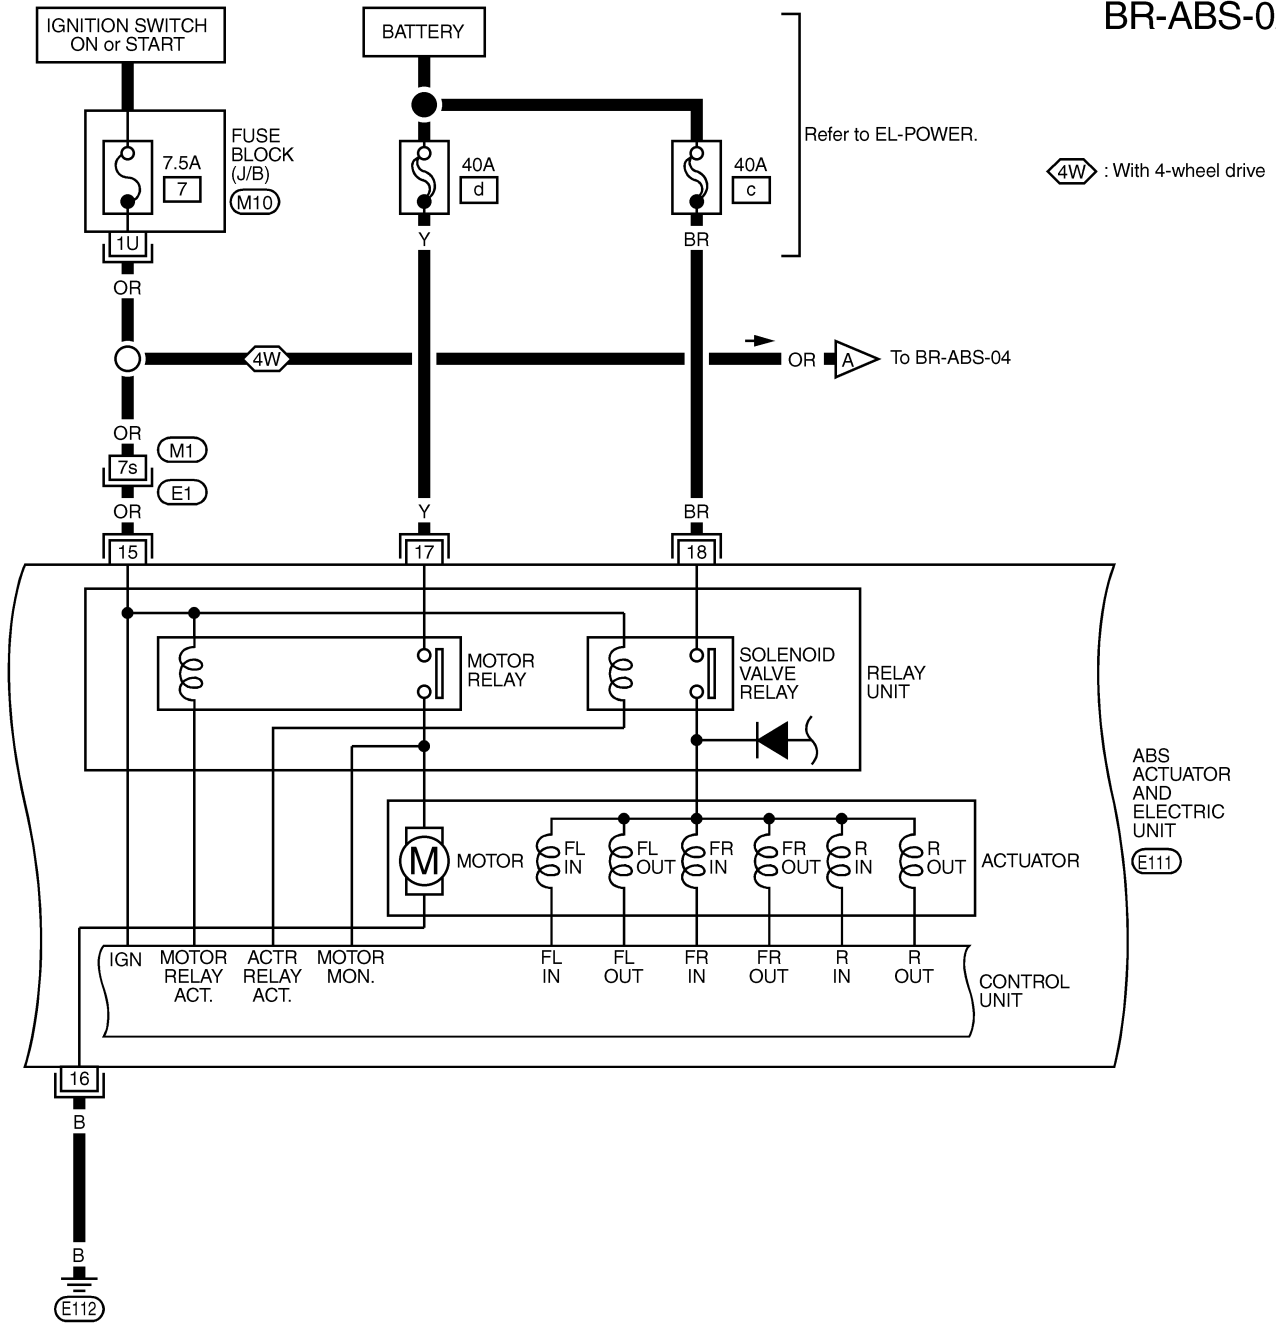 BR-ABS-0
IGNITION SWITCH
ON or START
BATTERY
FUSE
BLOCK
(J/B)
M10
7.5A
7
40A
d
40A
c
Refer to EL-POWER.
4W : With 4-wheel drive
1U
Y
BR
OR
4W
OR
A
To BR-ABS-04
OR
M1
7s
E1
OR
Y
BR
15
17
18
MOTOR
RELAY
SOLENOID
VALVE
RELAY
RELAY
UNIT
ABS
ACTUATOR
AND
ELECTRIC
UNIT
E111
M
MOTOR
FL
IN
FL
OUT
FR
IN
FR
OUT
R
IN
R
OUT
ACTUATOR
IGN
MOTOR
RELAY
ACT.
ACTR
RELAY
ACT.
MOTOR
MON.
FL
IN
FL
OUT
FR
IN
FR
OUT
R
IN
R
OUT
CONTROL
UNIT
16
B
B
E112